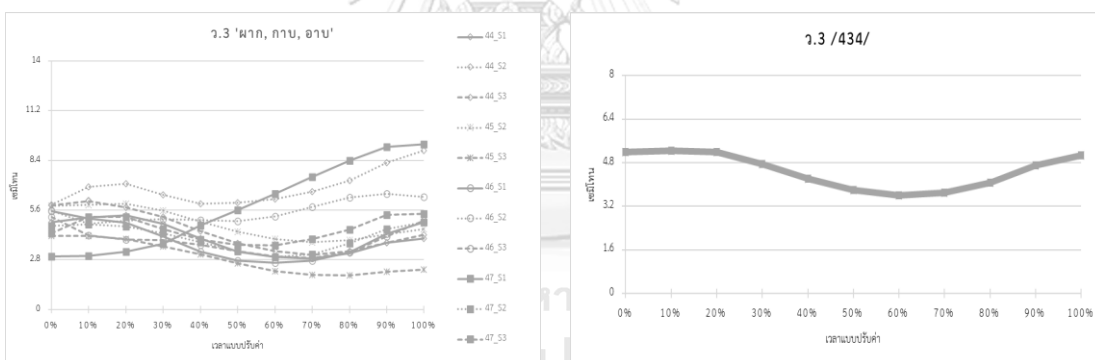 ว.3 'ผาก, กาบ, อาบ'
14
11.2
8.4
5.6
2.8
0
เซมิโทน
0% 10% 20% 30% 40% 50% 60% 70% 80% 90% 100%
เวลาแบบปรับค่า
44_S1
44_S2
44_S3
45_S2
45_S3
46_S1
46_S2
46_S3
47_S1
47_S2
47_S3
ว.3 /434/
8
6.4
4.8
3.2
1.6
0
เซมิโทน
0% 10% 20% 30% 40% 50% 60% 70% 80% 90% 100%
เวลาแบบปรับค่า